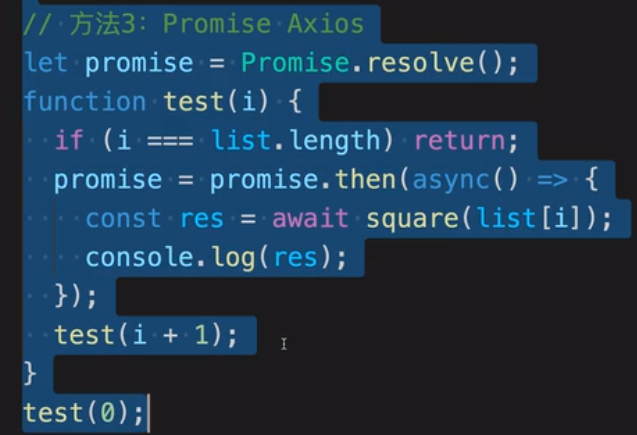 // 方法3：Promise Axios
let promise = Promise.resolve();
function test(i) {
  if (i === list.length) return;
  promise = promise.then(async() => {
    const res = await square(list[i]);
    console.log(res);
  });
  test(i + 1);
}
test(0);